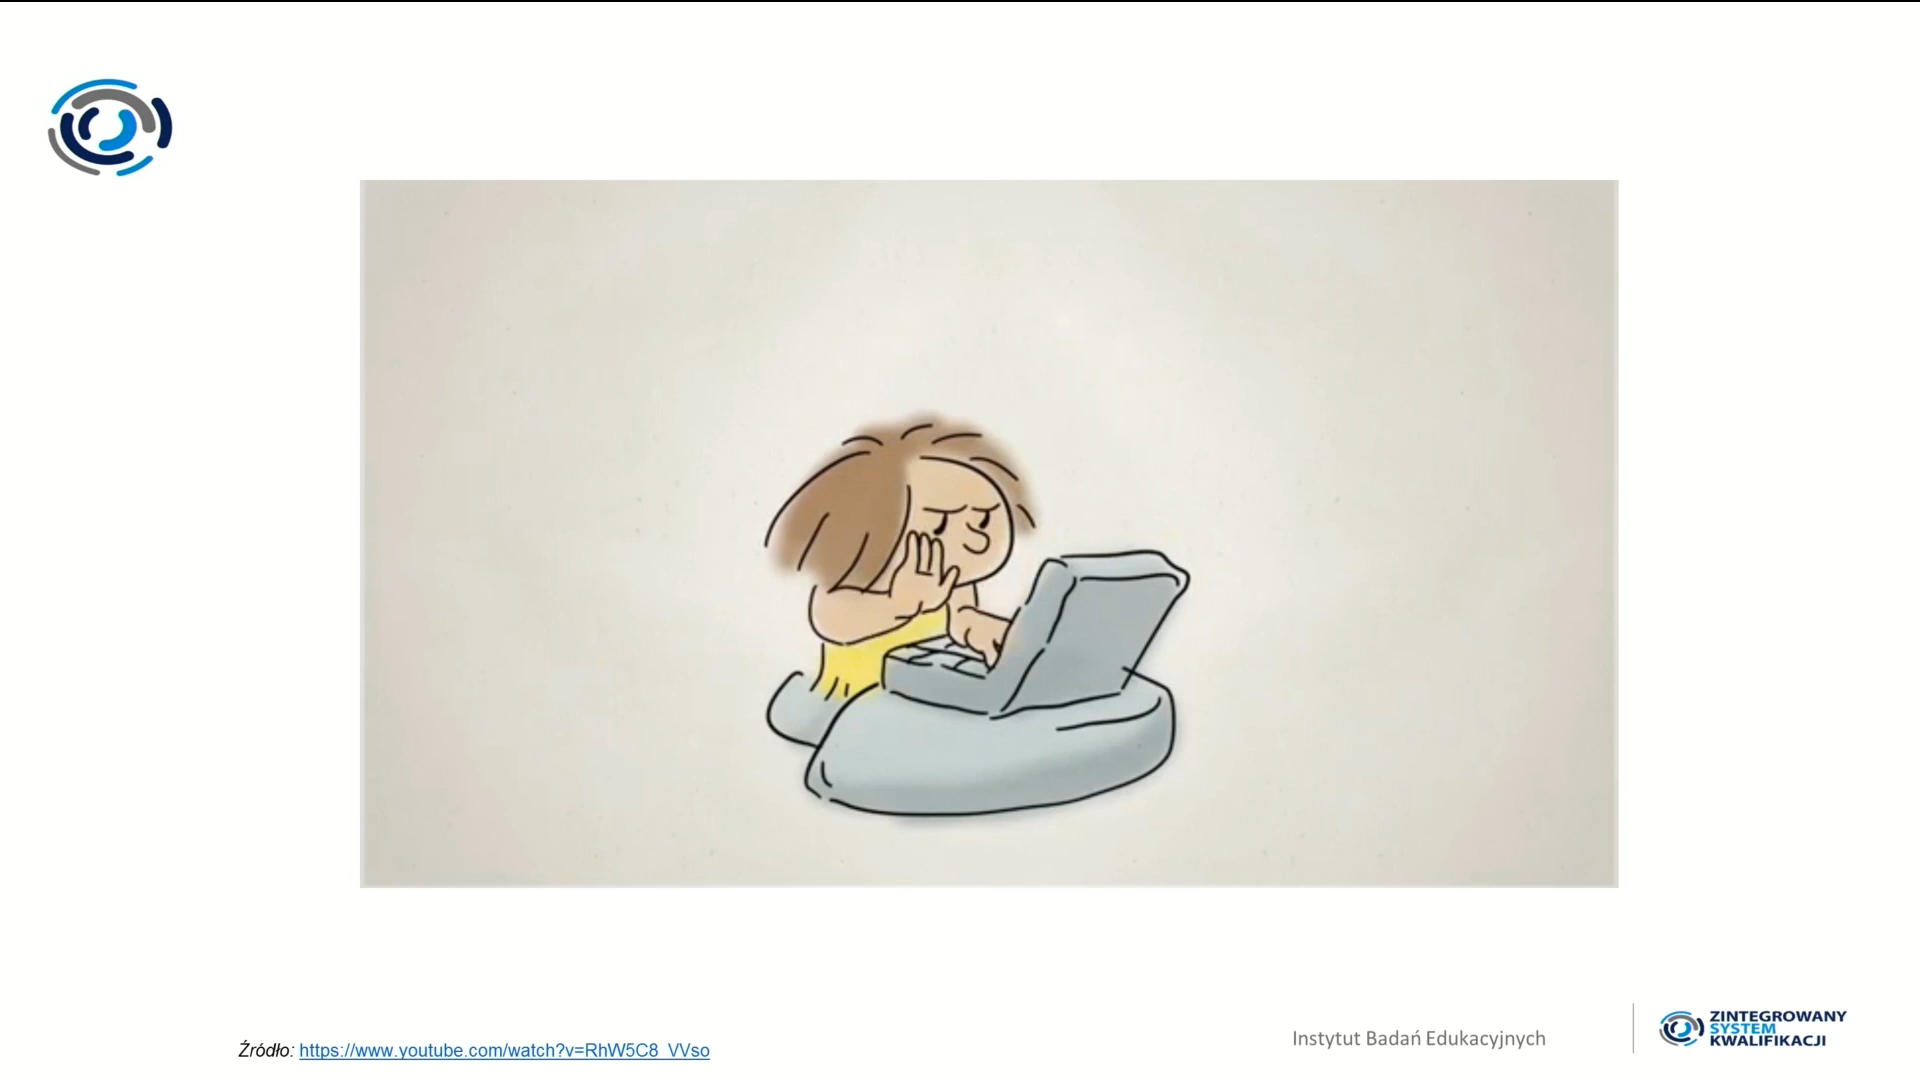 Źródło: https://www.youtube.com/watch?v=RhW5C8_VVso
Instytut Badań Edukacyjnych
ZINTEGROWANY
SYSTEM
KWALIFIKACJI